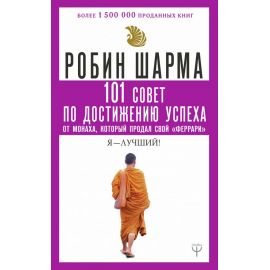 БОЛЕЕ 1 500 000 ПРОДАННЫХ КНИГ
РОБИН ШАРМА
101 СОВЕТ
ПО ДОСТИЖЕНИЮ УСПЕХА
ОТ МОНАХА, КОТОРЫЙ ПРОДАЛ СВОЙ «ФЕРРАРИ»
Я—ЛУЧШИЙ!